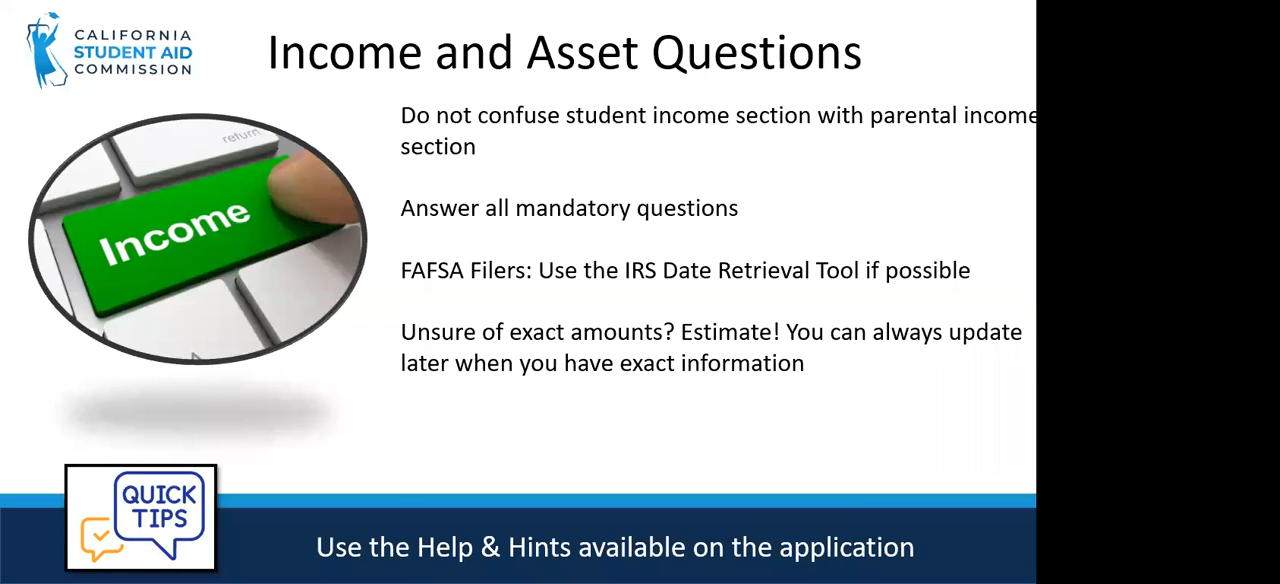 CALIFORNIA
STUDENT AID
COMMISSION
Income and Asset Questions
Do not confuse student income section with parental income
section
Answer all mandatory questions
FAFSA Filers: Use the IRS Date Retrieval Tool if possible
Unsure of exact amounts? Estimate! You can always update
later when you have exact information
return
Income
QUICK
TIPS
Use the Help & Hints available on the application